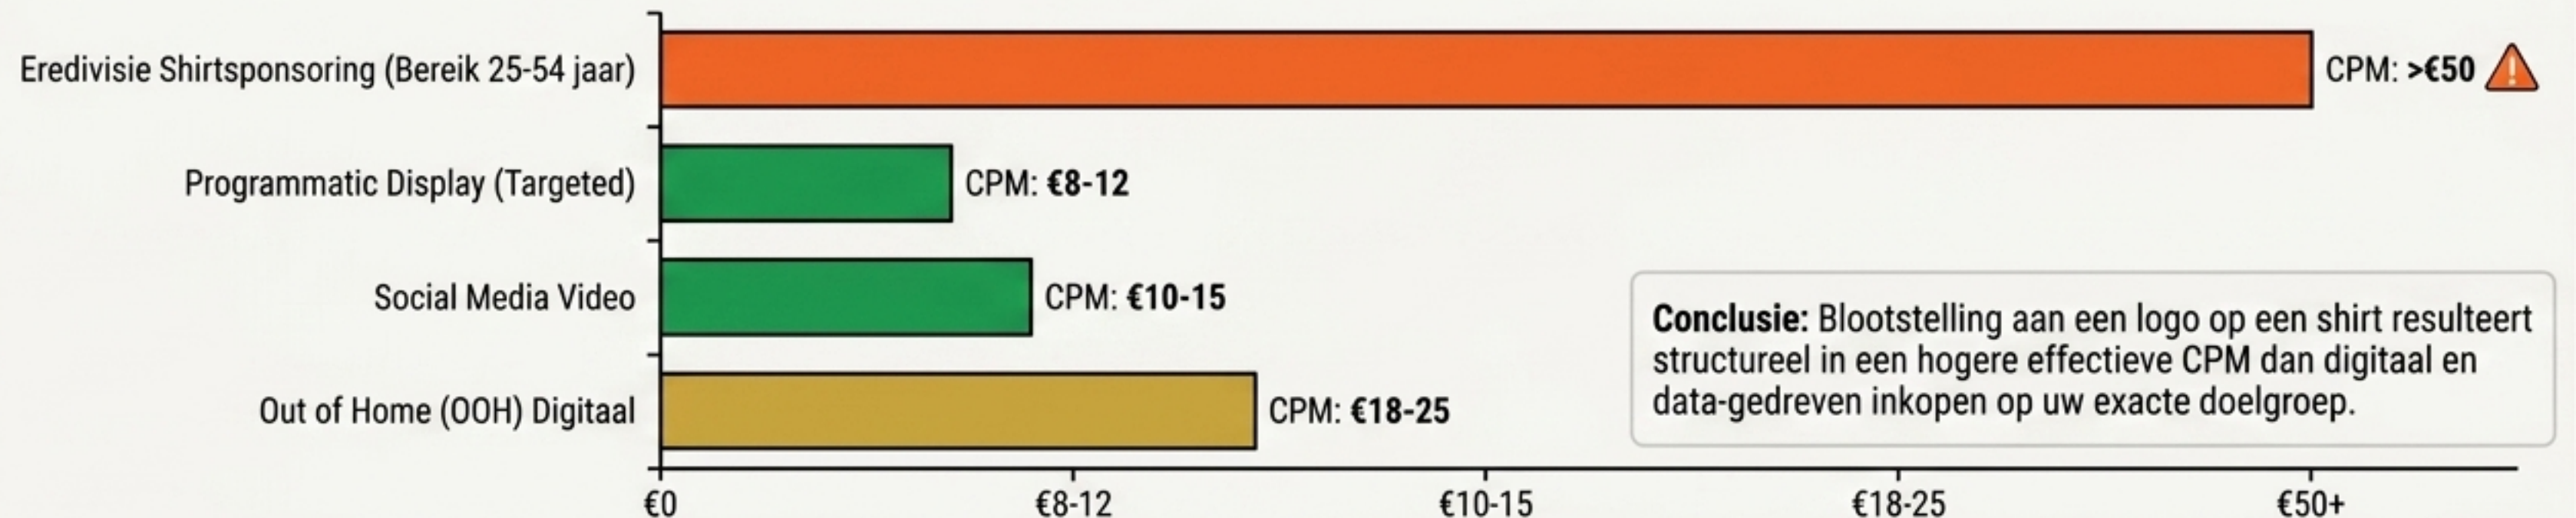 Eredivisie Shirtsponsoring (Bereik 25-54 jaar)
CPM: >€50
Programmatic Display (Targeted)
CPM: €8-12
Social Media Video
CPM: €10-15
Out of Home (OOH) Digitaal
CPM: €18-25
Conclusie: Blootstelling aan een logo op een shirt resulteert
structureel in een hogere effectieve CPM dan digitaal en
data-gedreven inkopen op uw exacte doelgroep.
€0
€8-12
€10-15
€18-25
€50+